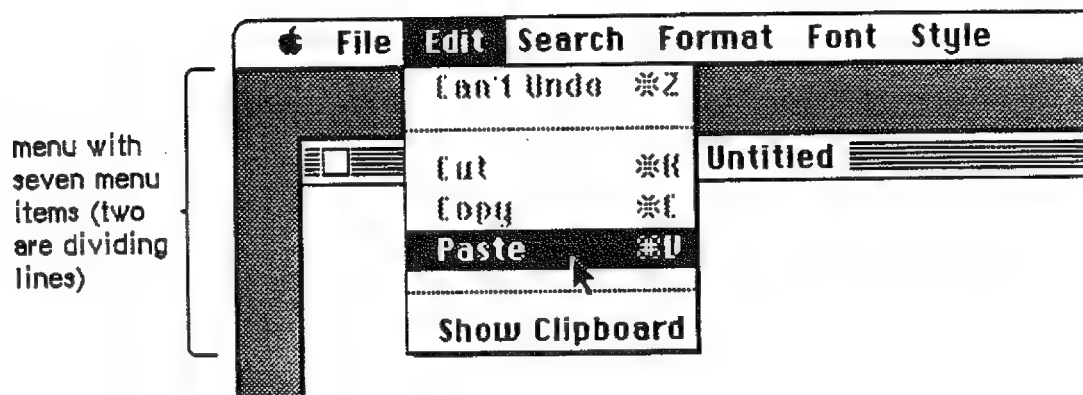 File Edit Search Format Font Style
Can't Undo ⌘Z
Cut ⌘X
Untitled
Copy ⌘C
Paste ⌘V
Show Clipboard
menu with
seven menu
items (two
are dividing
lines)